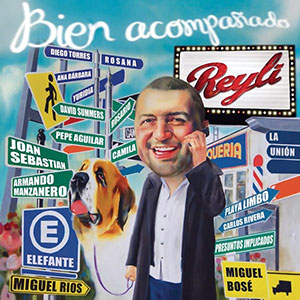 Bien acompañado
DIEGO TORRES
ROSANA
ANA BÁRBARA
YURIDIA
DAVID SUMMERS
ROSARIO
PEPE AGUILAR
CAMILA
JOAN
SEBASTIAN
ARMANDO
MANZANERO
E
ELEFANTE
MIGUEL RIOS
Reyli
QUERIA
LA
UNIÓN
PLAYA LIMBO
CARLOS RIVERA
PRESUNTOS IMPLICADOS
MIGUEL
BOSÉ